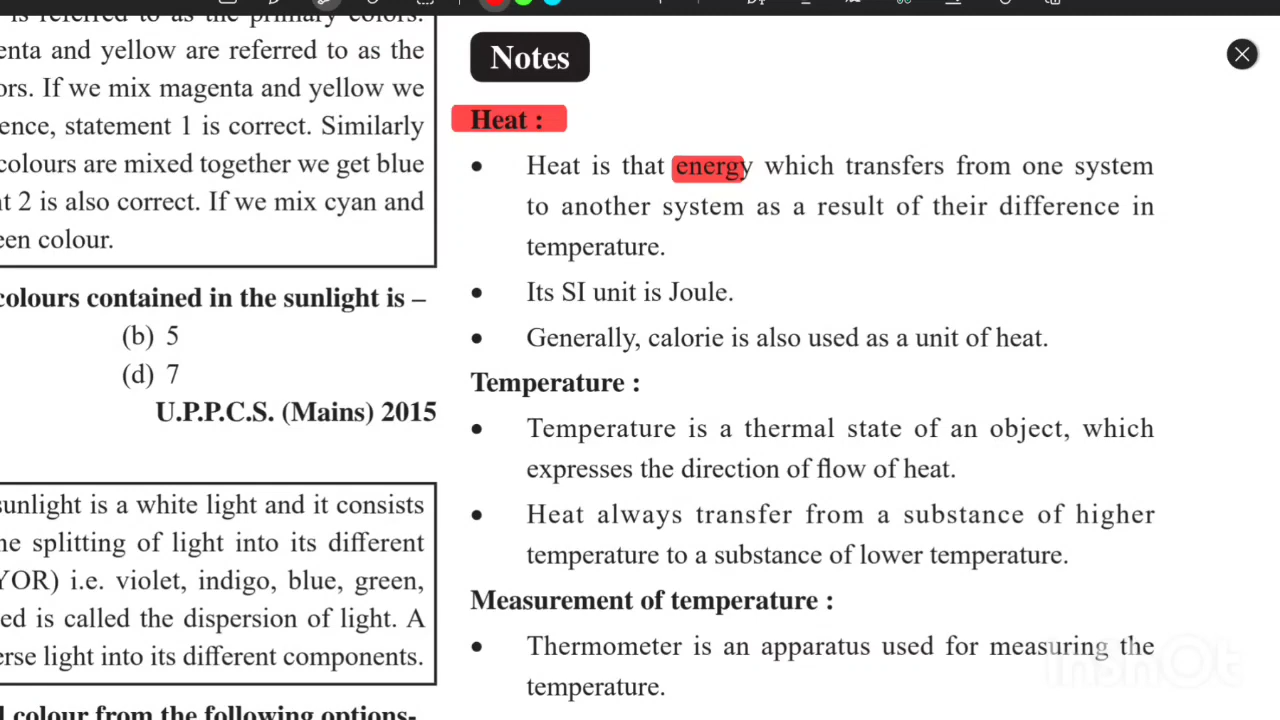 is referred to as the primary colors.
enta and yellow are referred to as the
ors. If we mix magenta and yellow we
ence, statement 1 is correct. Similarly
colours are mixed together we get blue
nt 2 is also correct. If we mix cyan and
een colour.
colours contained in the sunlight is –
(b) 5
(d) 7
U.P.P.C.S. (Mains) 2015
sunlight is a white light and it consists
he splitting of light into its different
YOR) i.e. violet, indigo, blue, green,
ed is called the dispersion of light. A
erse light into its different components.
l colour from the following options-
Notes
Heat :
• Heat is that energy which transfers from one system
to another system as a result of their difference in
temperature.
• Its SI unit is Joule.
• Generally, calorie is also used as a unit of heat.
Temperature :
• Temperature is a thermal state of an object, which
expresses the direction of flow of heat.
• Heat always transfer from a substance of higher
temperature to a substance of lower temperature.
Measurement of temperature :
• Thermometer is an apparatus used for measuring the
temperature.
InShOt